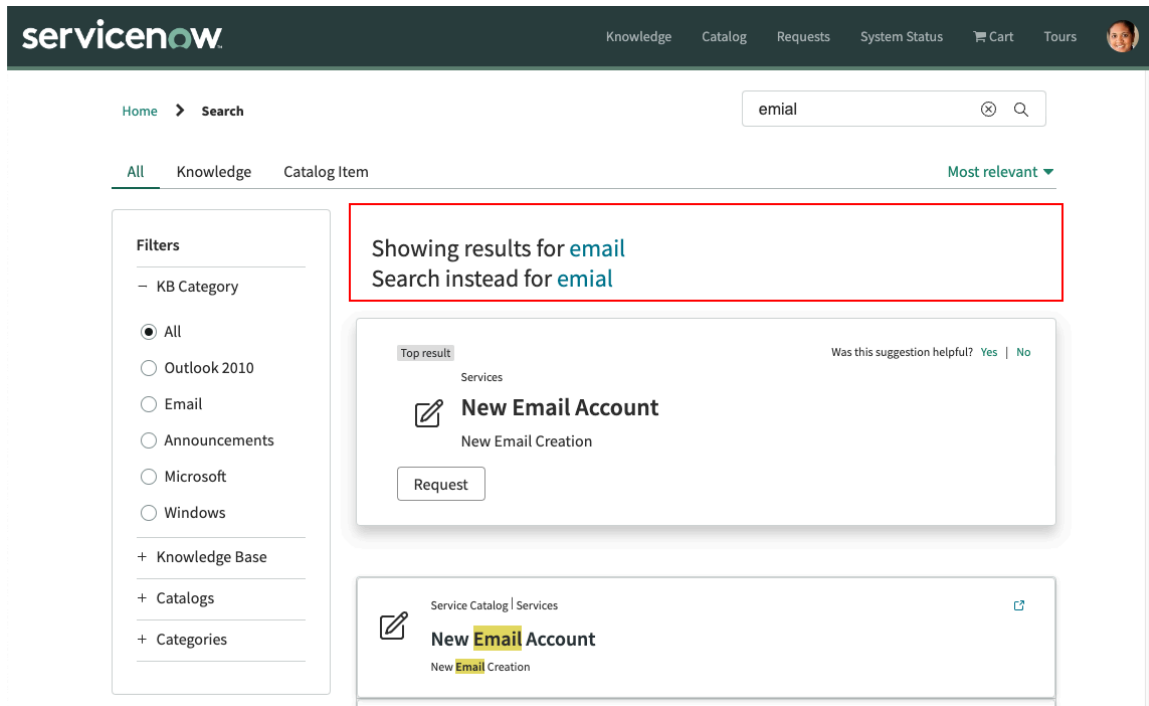 servicenow
Knowledge Catalog Requests System Status Cart Tours
Home Search
emial
All Knowledge Catalog Item
Most relevant
Filters
− KB Category
All
Outlook 2010
Email
Announcements
Microsoft
Windows
+ Knowledge Base
+ Catalogs
+ Categories
Showing results for email
Search instead for emial
Top result
Was this suggestion helpful? Yes | No
Services
New Email Account
New Email Creation
Request
Service Catalog | Services
New Email Account
New Email Creation